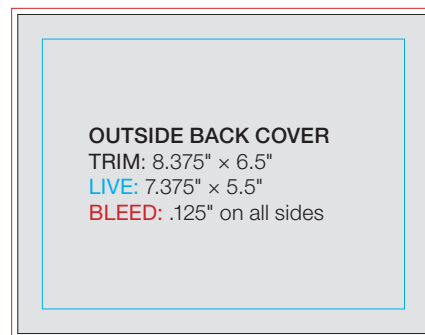 OUTSIDE BACK COVER
TRIM: 8.375" × 6.5"
LIVE: 7.375" × 5.5"
BLEED: .125" on all sides